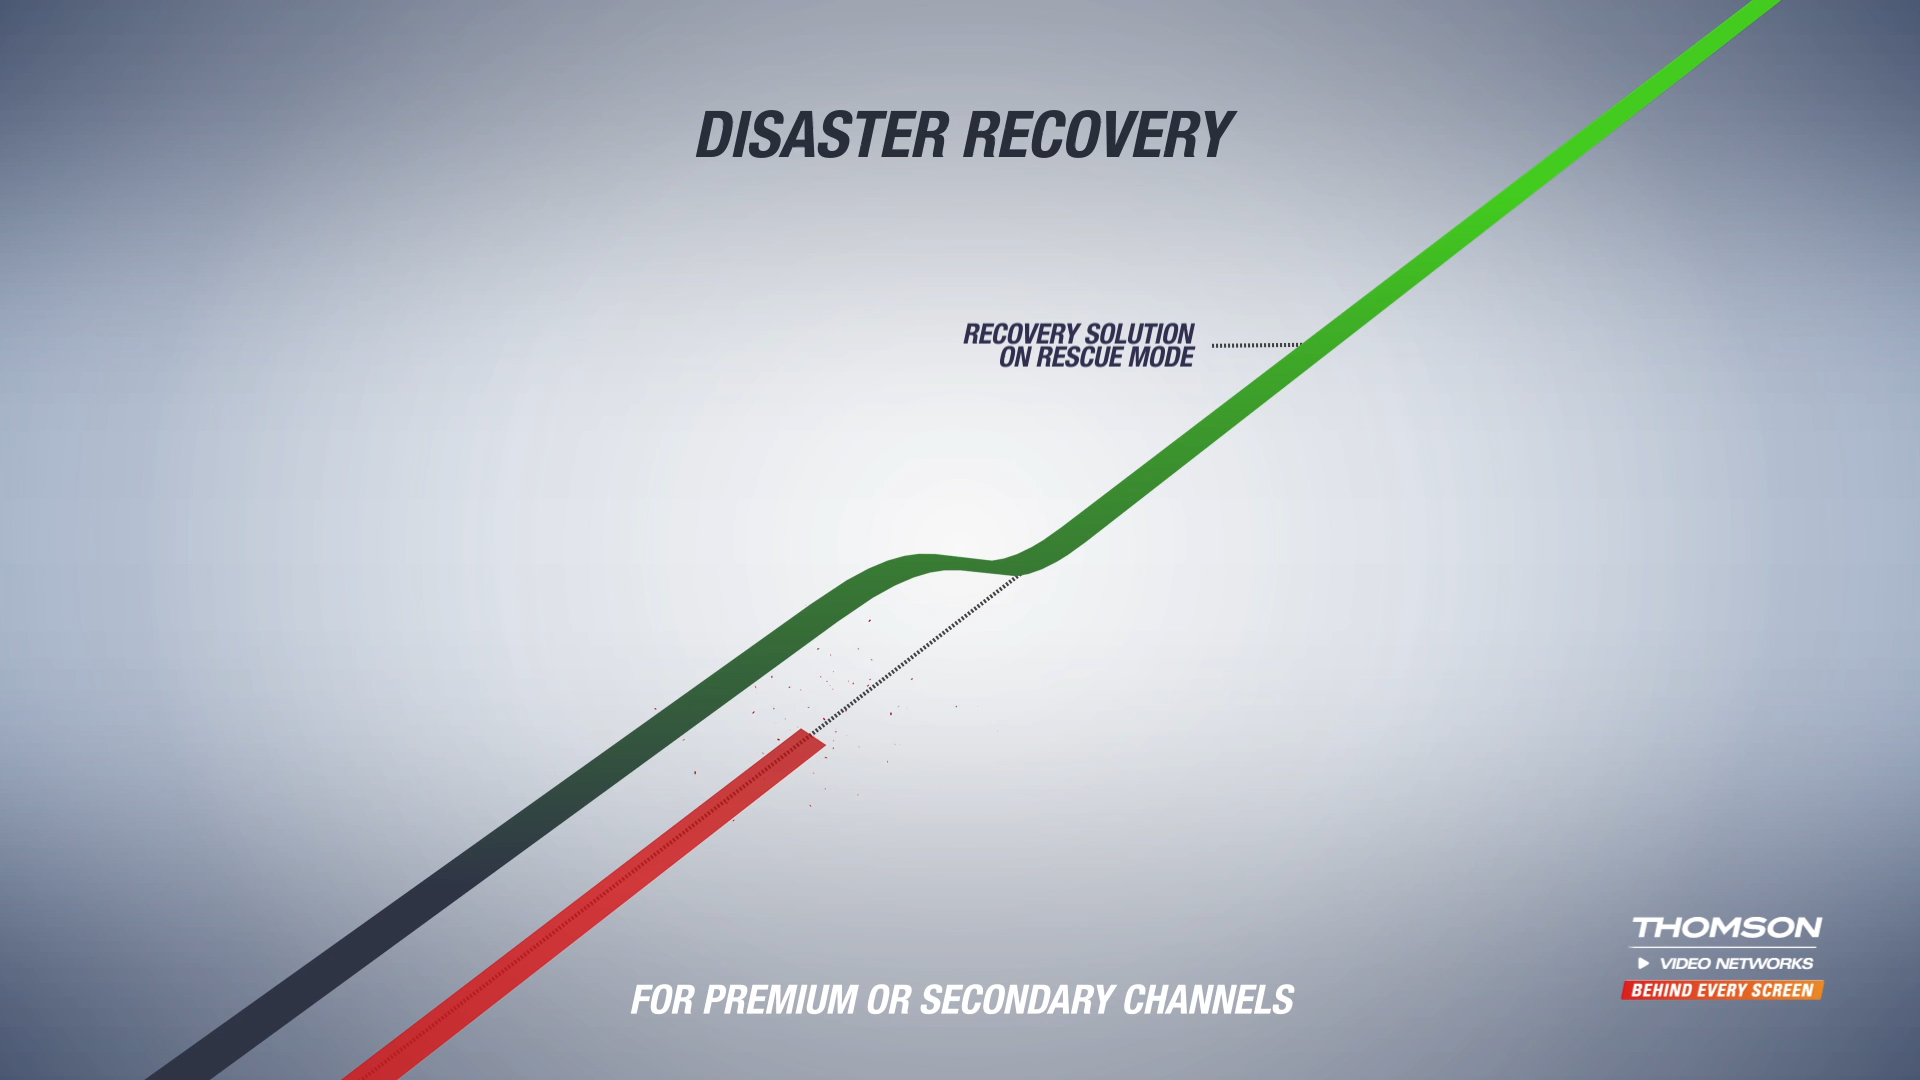 DISASTER RECOVERY
RECOVERY SOLUTION
ON RESCUE MODE
FOR PREMIUM OR SECONDARY CHANNELS
THOMSON
VIDEO NETWORKS
BEHIND EVERY SCREEN